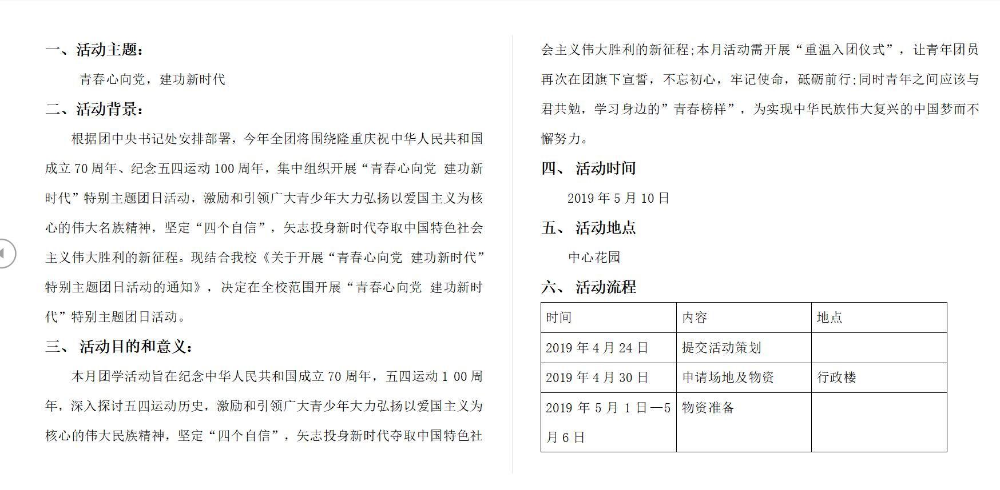 一、活动主题：
青春心向党，建功新时代
二、活动背景：
根据团中央书记处安排部署，今年全团将围绕隆重庆祝中华人民共和国
成立 70 周年、纪念五四运动 100 周年，集中组织开展“青春心向党 建功新
时代”特别主题团日活动，激励和引领广大青少年大力弘扬以爱国主义为核
心的伟大名族精神，坚定“四个自信”，矢志投身新时代夺取中国特色社会
主义伟大胜利的新征程。现结合我校《关于开展“青春心向党 建功新时代”
特别主题团日活动的通知》，决定在全校范围开展“青春心向党 建功新时
代”特别主题团日活动。
三、 活动目的和意义：
本月团学活动旨在纪念中华人民共和国成立 70 周年，五四运动 1 00 周
年，深入探讨五四运动历史，激励和引领广大青少年大力弘扬以爱国主义为
核心的伟大民族精神，坚定“四个自信”，矢志投身新时代夺取中国特色社
会主义伟大胜利的新征程;本月活动需开展“重温入团仪式”，让青年团员
再次在团旗下宣誓，不忘初心，牢记使命，砥砺前行;同时青年之间应该与
君共勉，学习身边的”青春榜样”，为实现中华民族伟大复兴的中国梦而不
懈努力。
四、 活动时间
2019 年 5 月 10 日
五、 活动地点
中心花园
六、 活动流程
时间 内容 地点
2019 年 4 月 24 日 提交活动策划
2019 年 4 月 30 日 申请场地及物资 行政楼
2019 年 5 月 1 日—5 物资准备
月 6 日